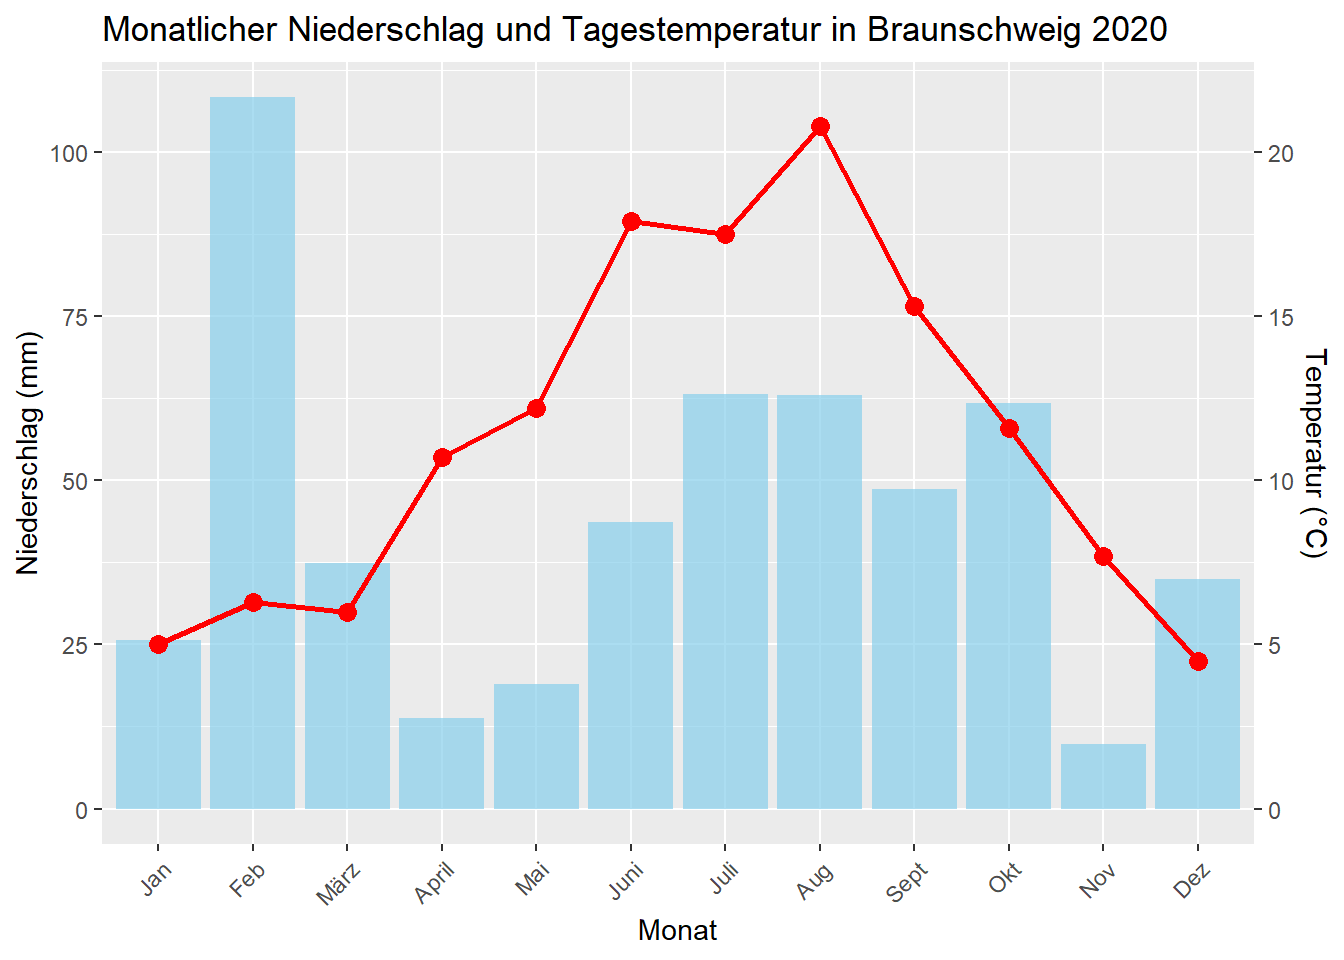 Monatlicher Niederschlag und Tagestemperatur in Braunschweig 2020
Niederschlag (mm)
100
75
50
25
0
20
15
10
5
0
Temperatur (°C)
Jan
Feb
März
April
Mai
Juni
Juli
Aug
Sept
Okt
Nov
Dez
Monat